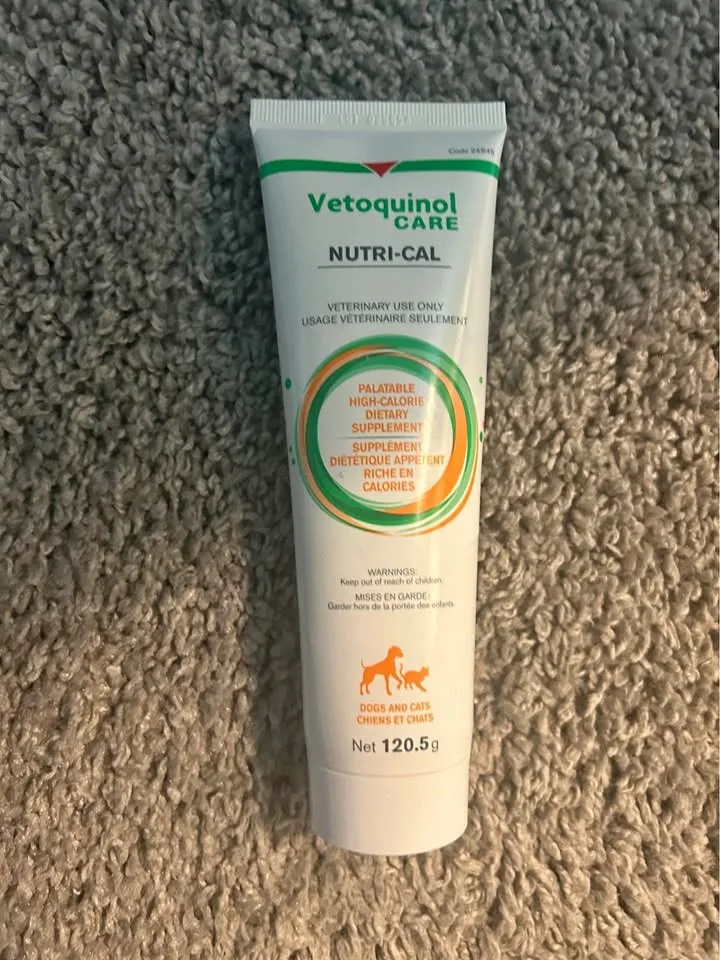 Code 24845
Vetoquinol
CARE
NUTRI-CAL
VETERINARY USE ONLY
USAGE VÉTÉRINAIRE SEULEMENT
PALATABLE
HIGH-CALORIE
DIETARY
SUPPLEMENT
SUPPLÉMENT
DIÉTÉTIQUE APPÉTENT
RICHE EN
CALORIES
WARNINGS:
Keep out of reach of children.
MISES EN GARDE:
Garder hors de la portée des enfants.
DOGS AND CATS
CHIENS ET CHATS
Net 120.5g